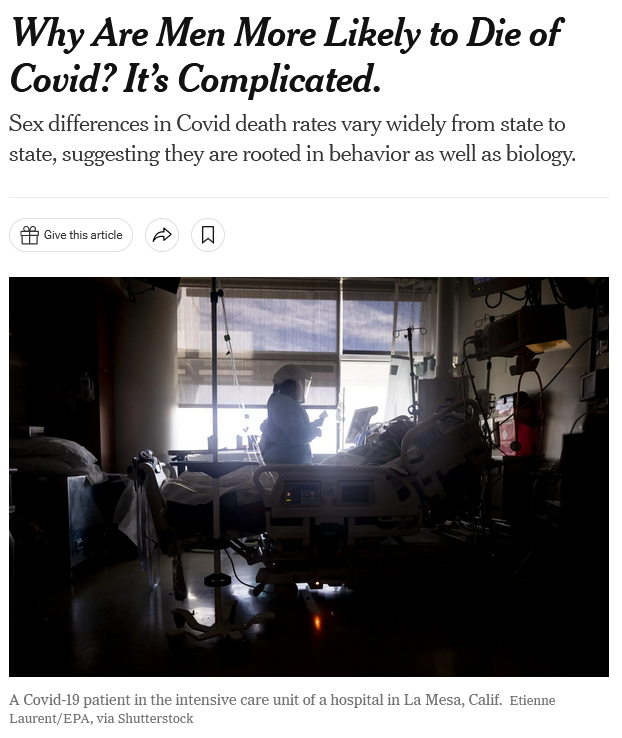 Why Are Men More Likely to Die of
Covid? It’s Complicated.
Sex differences in Covid death rates vary widely from state to
state, suggesting they are rooted in behavior as well as biology.
Give this article
A Covid-19 patient in the intensive care unit of a hospital in La Mesa, Calif. Etienne
Laurent/EPA, via Shutterstock